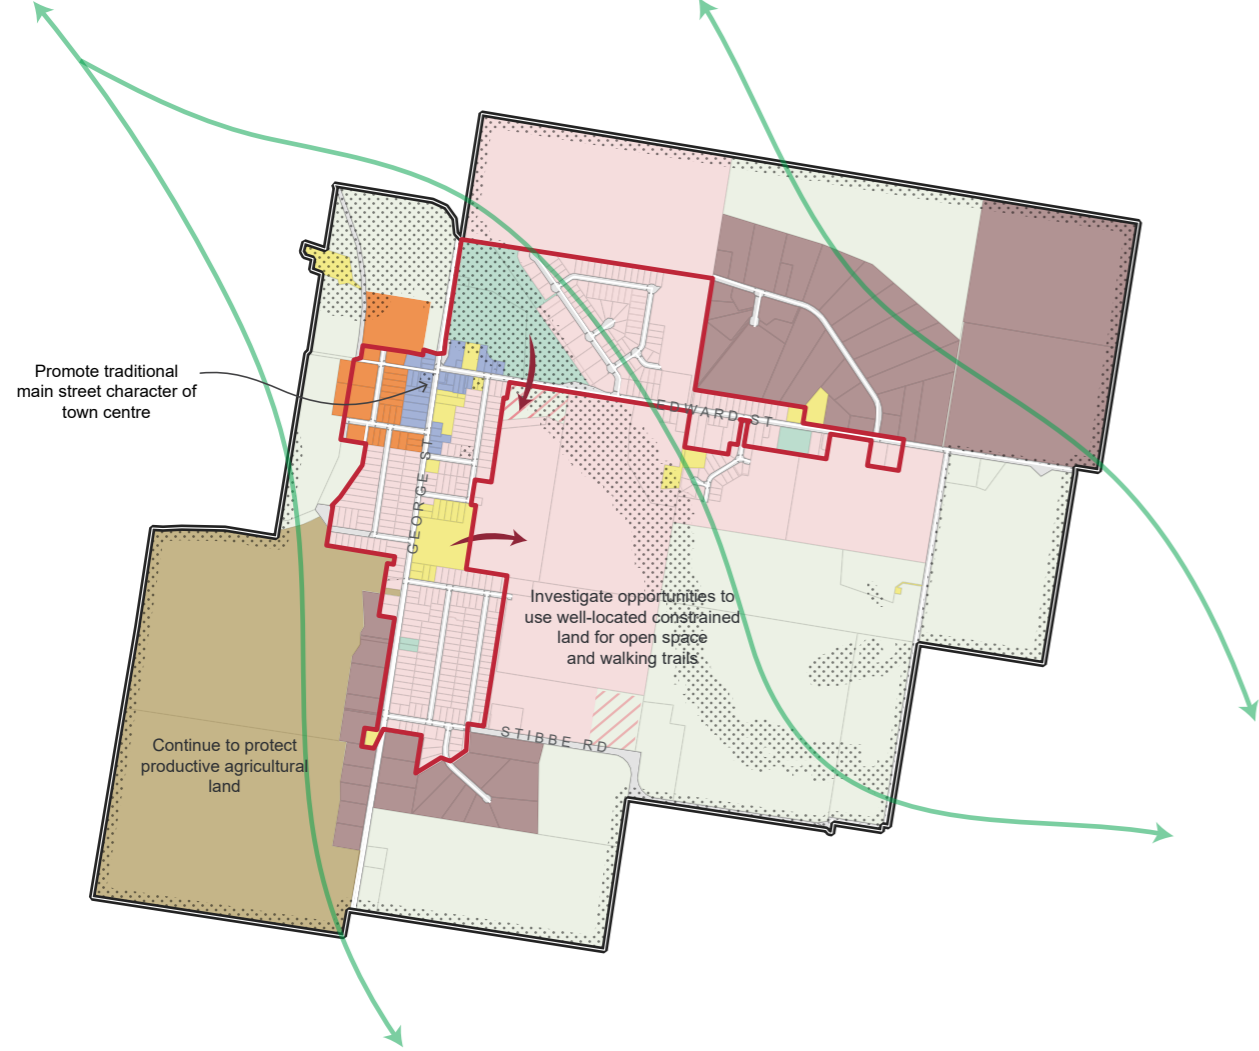 Promote traditional
main street character of
town centre
EDWARD ST
GEORGE ST
Investigate opportunities to
use well-located constrained
land for open space
and walking trails
STIBBE RD
Continue to protect
productive agricultural
land